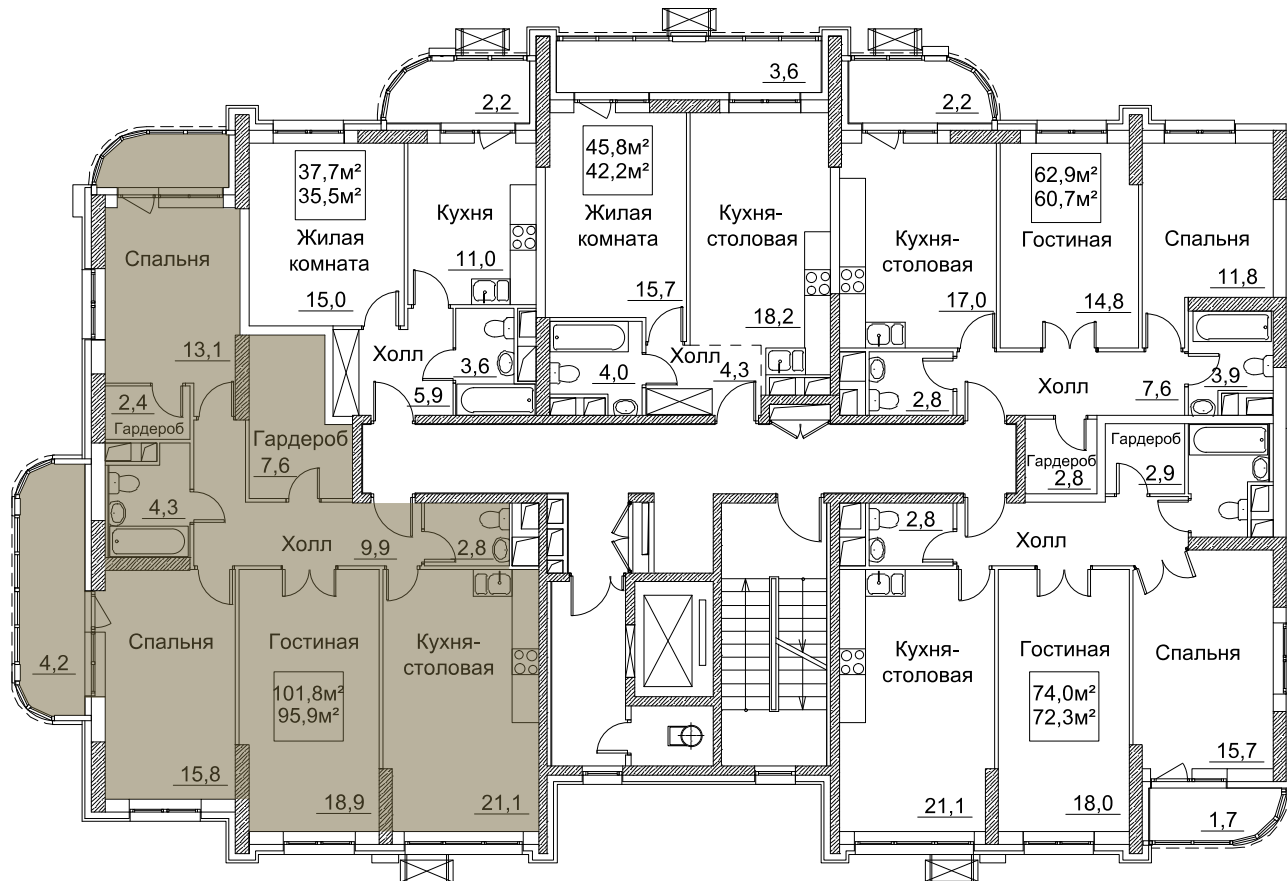 3,6
2,2
2,2
37,7м²
35,5м²
Жилая
комната
15,0
Кухня
11,0
45,8м²
42,2м²
Жилая
комната
15,7
Кухня-
столовая
18,2
Кухня-
столовая
17,0
62,9м²
60,7м²
Гостиная
14,8
Спальня
11,8
Спальня
13,1
2,4
Гардероб
Гардероб
7,6
Холл
5,9
3,6
4,0
Холл
4,3
2,8
Холл
7,6
3,9
Гардероб
2,8
Гардероб
2,9
4,3
Холл
9,9
2,8
2,8
Холл
4,2
Спальня
15,8
Гостиная
101,8м²
95,9м²
18,9
Кухня-
столовая
21,1
Кухня-
столовая
21,1
Гостиная
74,0м²
72,3м²
18,0
Спальня
15,7
1,7